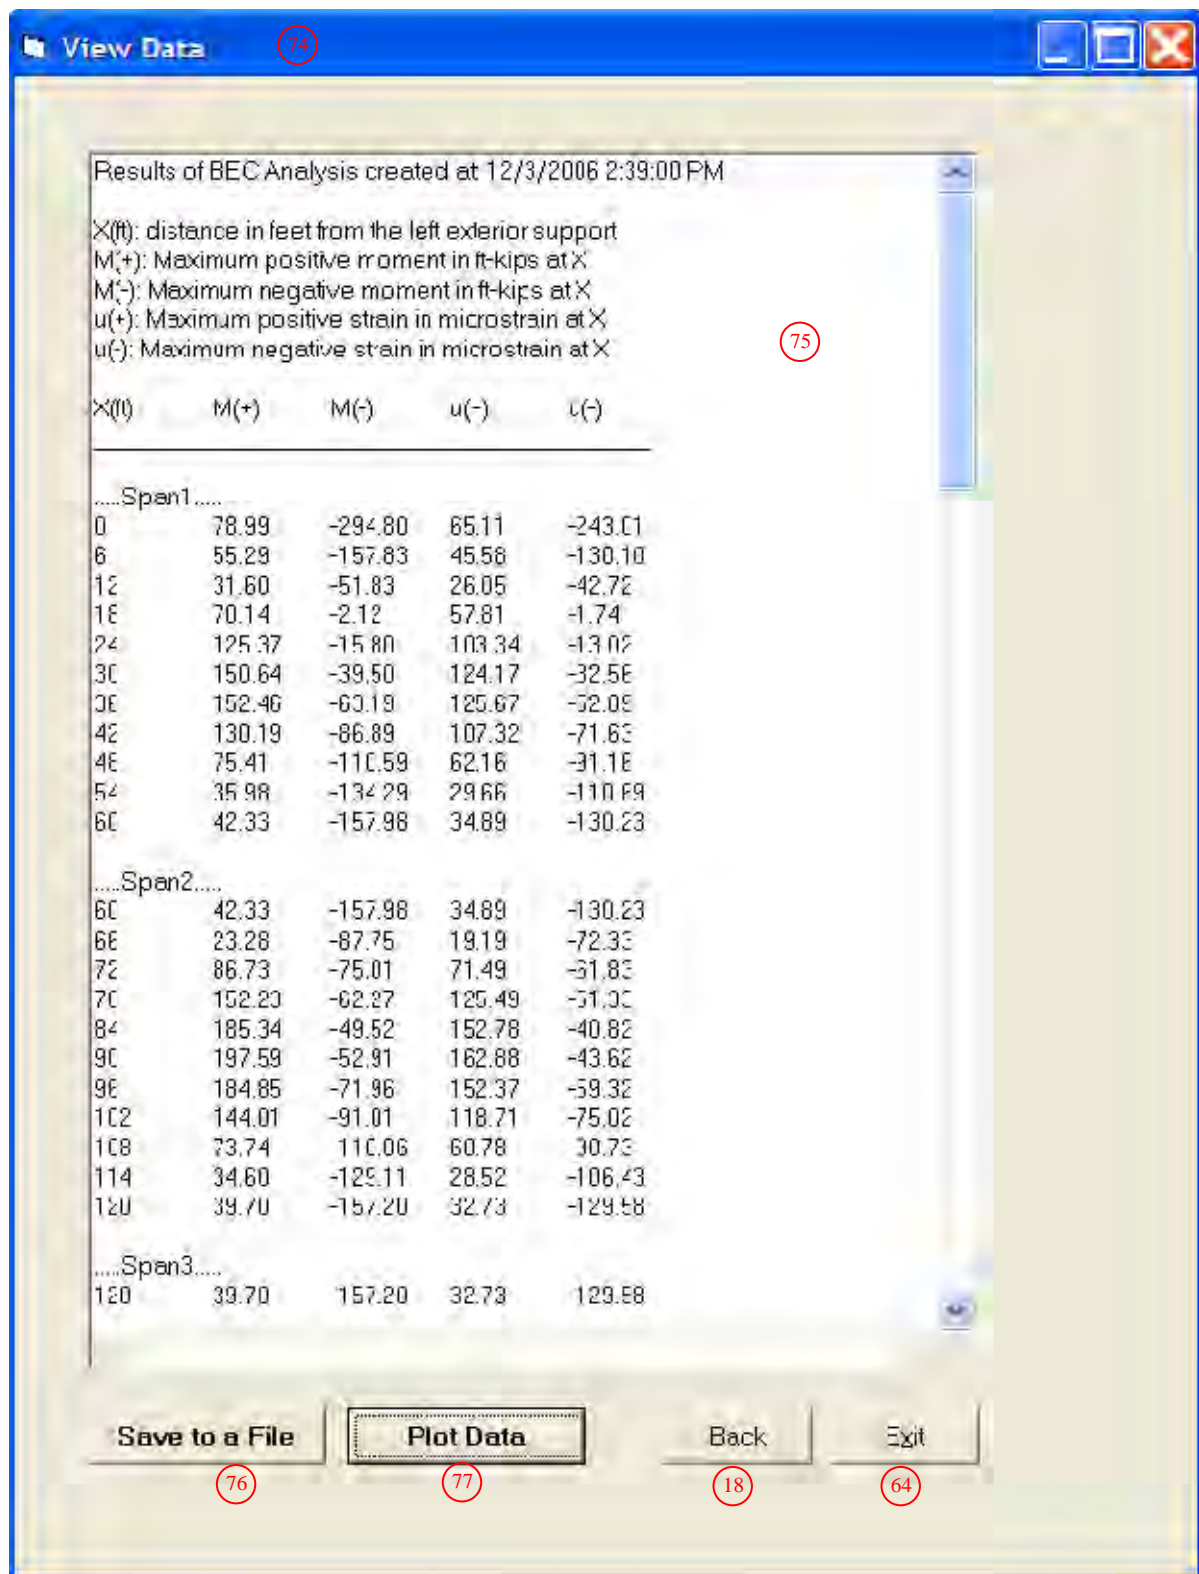 View Data 74
Results of BEC Analysis created at 12/3/2006 2:39:00 PM
X(ft): distance in feet from the left exterior support
M(+): Maximum positive moment in ft-kips at X
M(-): Maximum negative moment in ft-kips at X
u(+): Maximum positive strain in microstrain at X
u(-): Maximum negative strain in microstrain at X
75
X(ft) M(+) M(-) u(-) u(-)
.....Span1.....
0 78.99 -294.80 65.11 -243.01
6 55.29 -157.83 45.58 -130.10
12 31.60 -51.83 26.05 -42.72
18 70.14 -2.12 57.81 -1.74
24 125.37 -15.80 103.34 -13.02
30 150.64 -39.50 124.17 -32.56
36 152.46 -63.19 125.67 -52.09
42 130.19 -86.89 107.32 -71.63
48 75.41 -110.59 62.16 -91.16
54 35.98 -134.29 29.66 -110.69
60 42.33 -157.98 34.89 -130.23
.....Span2.....
60 42.33 -157.98 34.89 -130.23
66 23.28 -87.75 19.19 -72.33
72 86.73 -75.01 71.49 -61.83
78 152.23 -62.27 125.49 -51.33
84 185.34 -49.52 152.78 -40.82
90 197.59 -52.91 162.88 -43.62
96 184.85 -71.96 152.37 -59.32
102 144.01 -91.01 118.71 -75.02
108 73.74 110.06 60.78 90.73
114 34.60 -129.11 28.52 -106.43
120 39.70 -157.20 32.73 -129.58
.....Span3.....
120 39.70 157.20 32.73 129.58
Save to a File Plot Data Back Exit
76 77 18 64